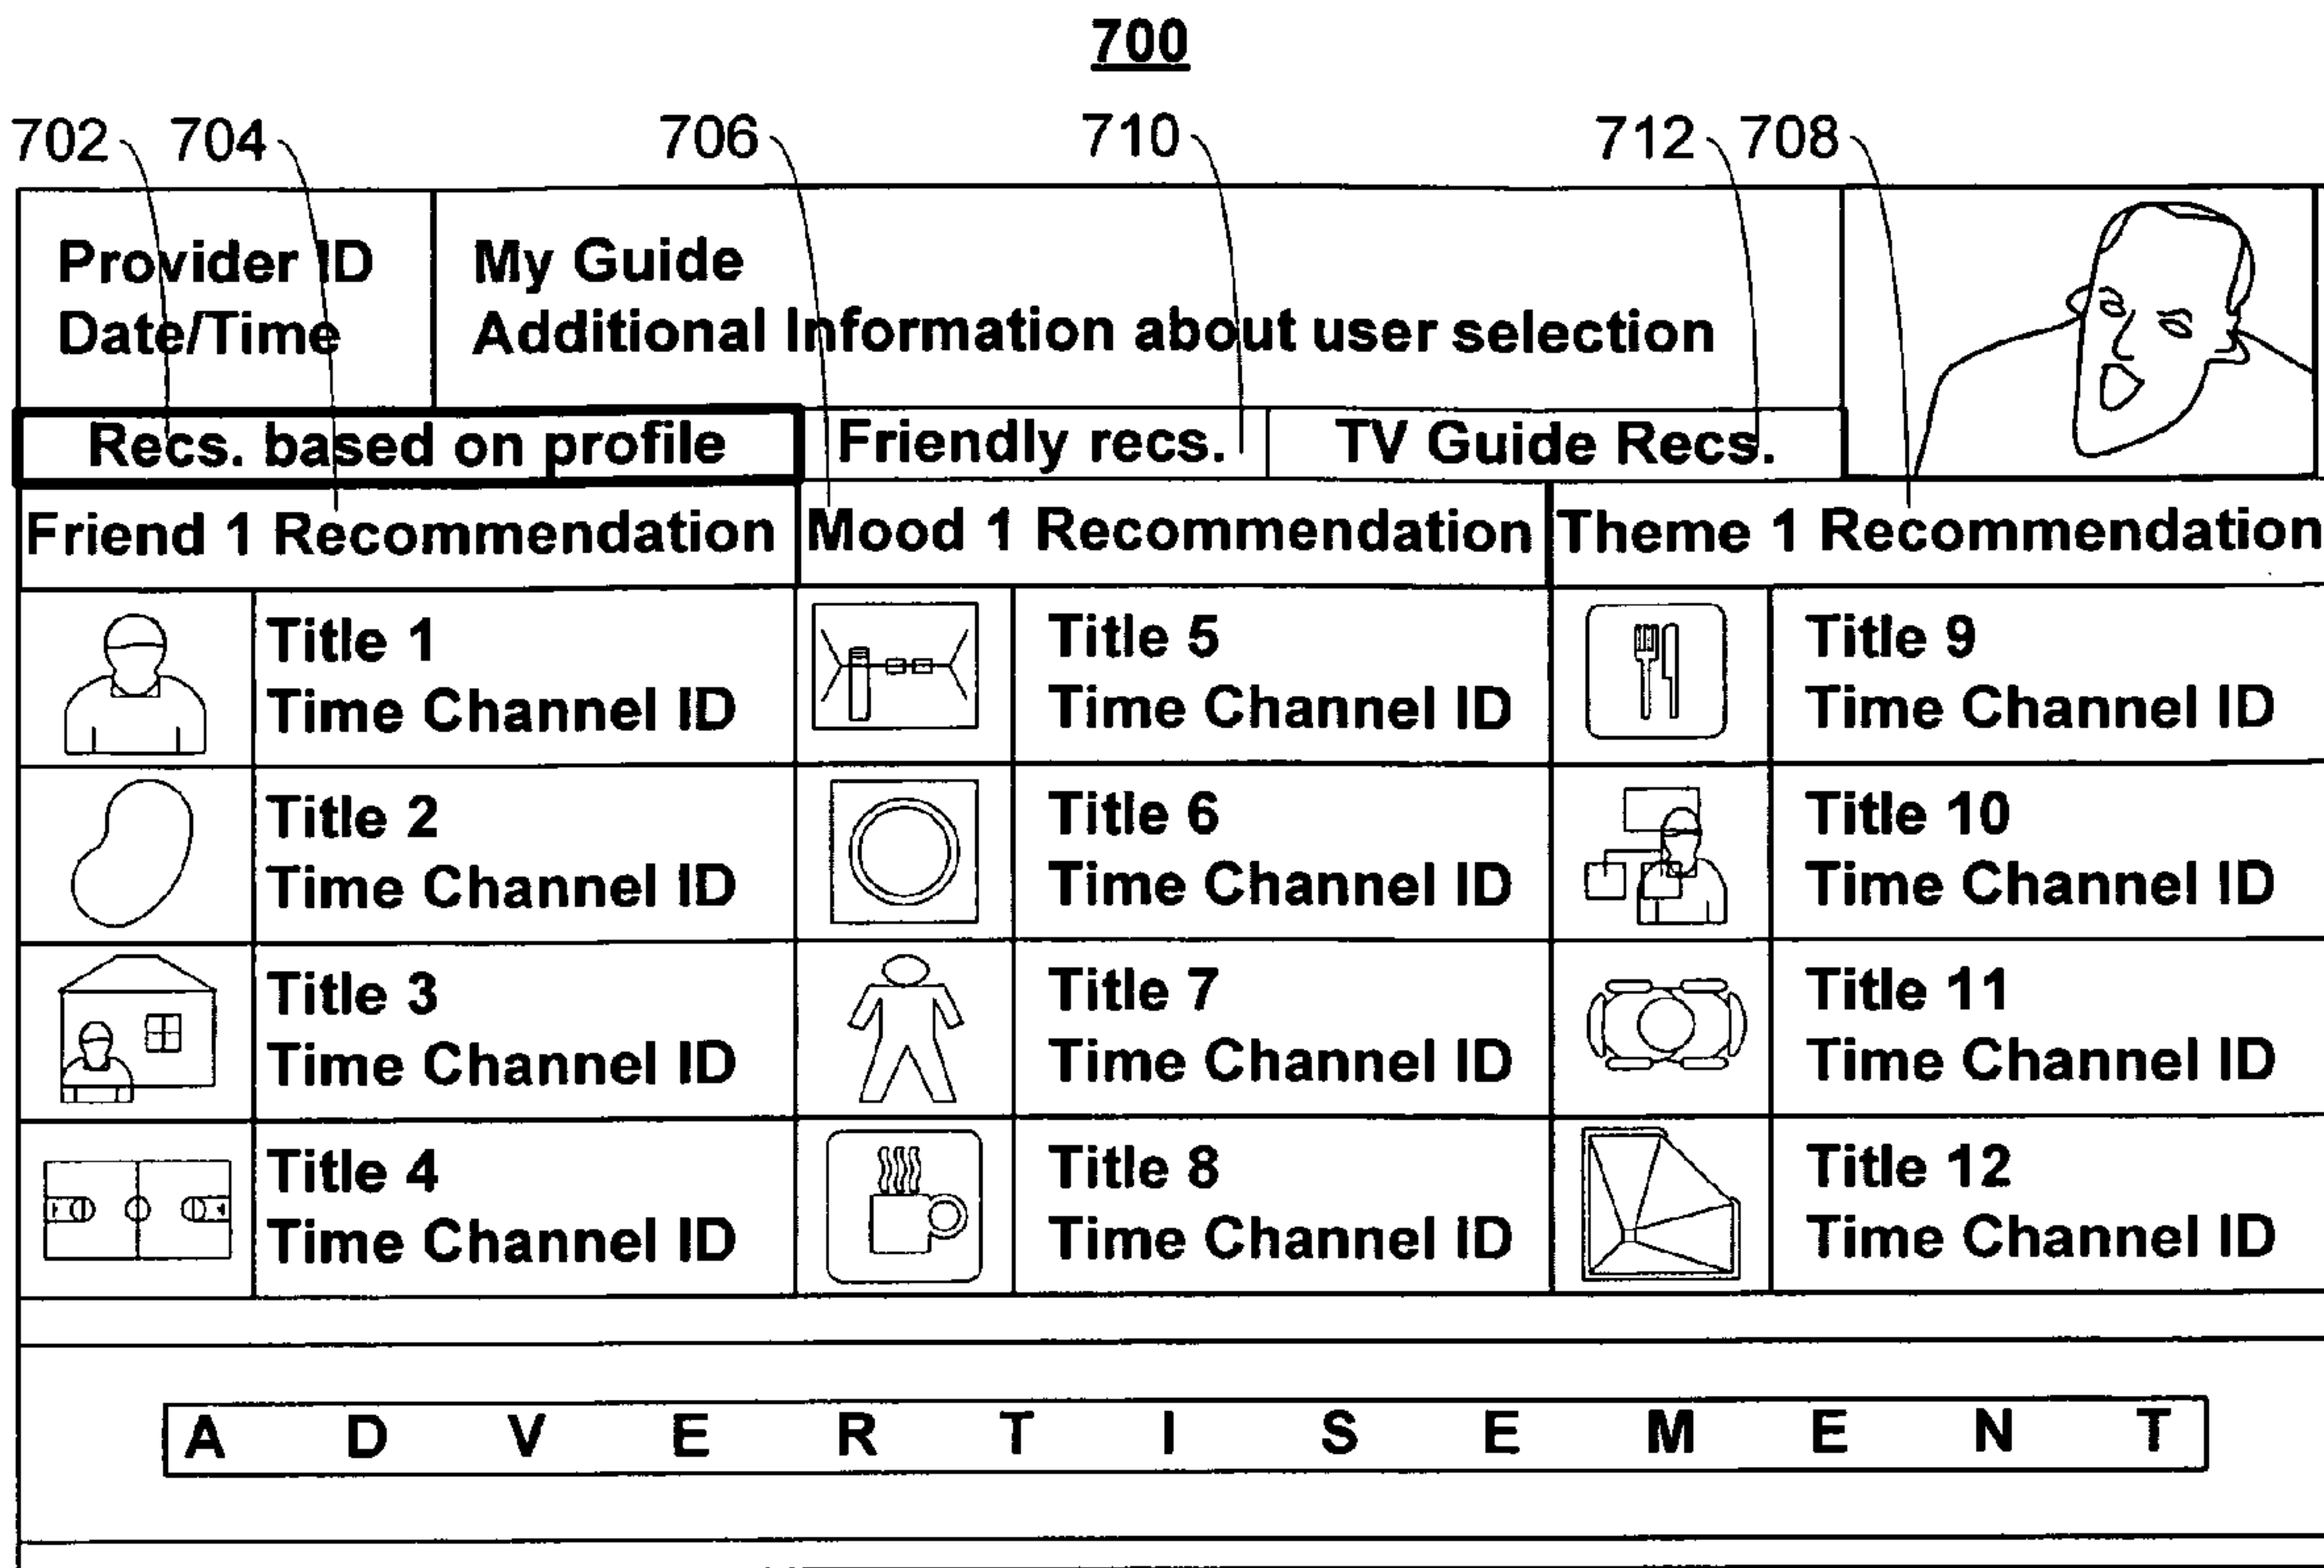 700
702 704 706 710 712 708
Provider ID
Date/Time
My Guide
Additional Information about user selection
Recs. based on profile
Friendly recs.
TV Guide Recs.
Friend 1 Recommendation
Mood 1 Recommendation
Theme 1 Recommendation
Title 1
Time Channel ID
Title 5
Time Channel ID
Title 9
Time Channel ID
Title 2
Time Channel ID
Title 6
Time Channel ID
Title 10
Time Channel ID
Title 3
Time Channel ID
Title 7
Time Channel ID
Title 11
Time Channel ID
Title 4
Time Channel ID
Title 8
Time Channel ID
Title 12
Time Channel ID
A D V E R T I S E M E N T